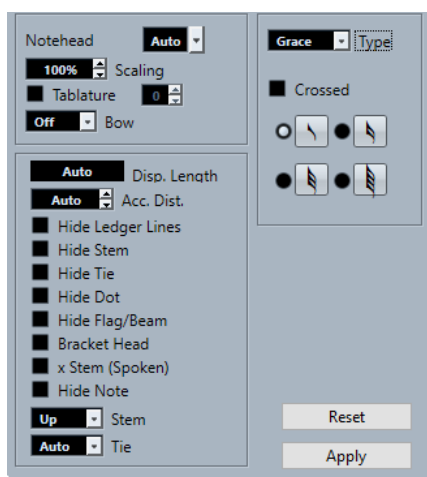 Notehead Auto
100% Scaling
Tablature 0
Off Bow
Auto Disp. Length
Auto Acc. Dist.
Hide Ledger Lines
Hide Stem
Hide Tie
Hide Dot
Hide Flag/Beam
Bracket Head
x Stem (Spoken)
Hide Note
Up Stem
Auto Tie
Grace Type
Crossed
Reset
Apply